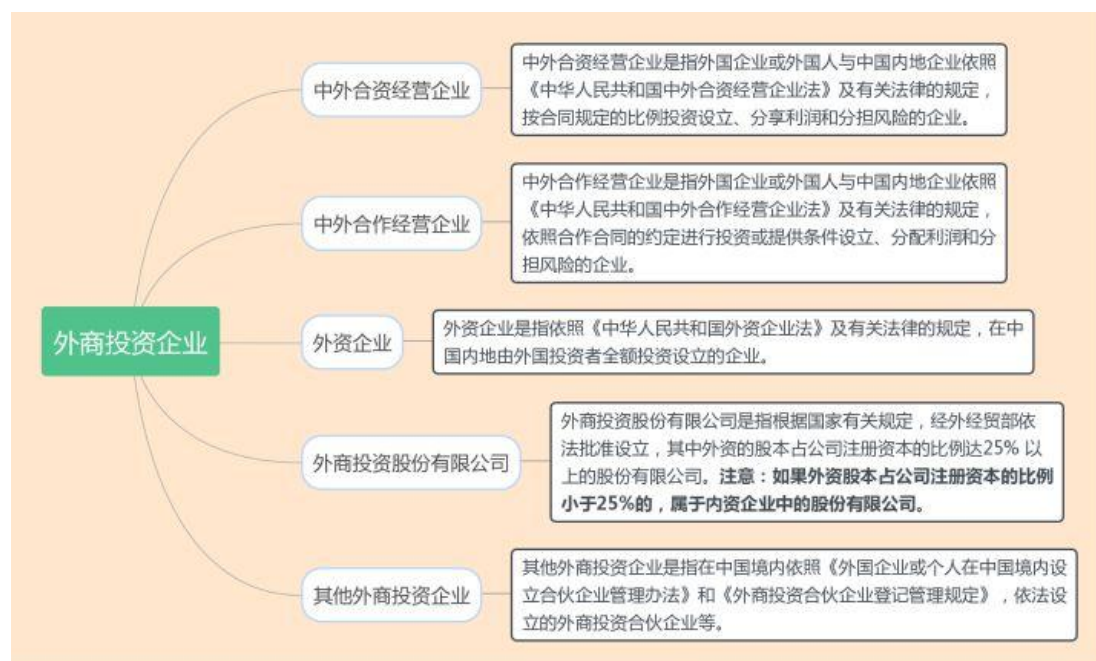 中外合资经营企业
中外合资经营企业是指外国企业或外国人与中国内地企业依照
《中华人民共和国中外合资经营企业法》及有关法律的规定，
按合同规定的比例投资设立、分享利润和分担风险的企业。
中外合作经营企业
中外合作经营企业是指外国企业或外国人与中国内地企业依照
《中华人民共和国中外合作经营企业法》及有关法律的规定，
依照合作合同的约定进行投资或提供条件设立、分配利润和分
担风险的企业。
外商投资企业
外资企业
外资企业是指依照《中华人民共和国外资企业法》及有关法律的规定，在中
国内地由外国投资者全额投资设立的企业。
外商投资股份有限公司
外商投资股份有限公司是指根据国家有关规定，经外经贸部依
法批准设立，其中外资的股本占公司注册资本的比例达25% 以
上的股份有限公司。注意：如果外资股本占公司注册资本的比例
小于25%的，属于内资企业中的股份有限公司。
其他外商投资企业
其他外商投资企业是指在中国境内依照《外国企业或个人在中国境内设
立合伙企业管理办法》和《外商投资合伙企业登记管理规定》，依法设
立的外商投资合伙企业等。